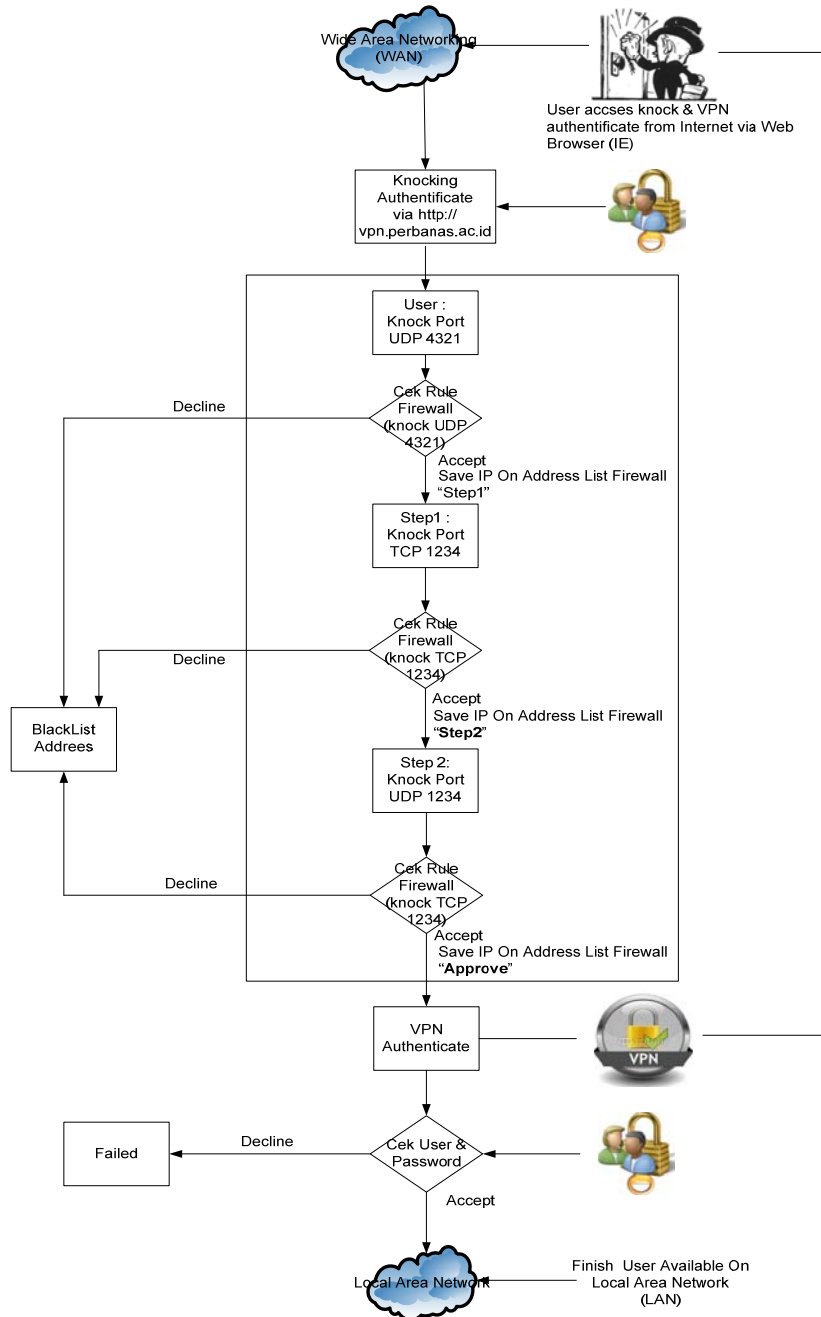 Wide Area Networking
(WAN)
User accses knock & VPN
authentificate from Internet via Web
Browser (IE)
Knocking
Authentificate
via http://
vpn.perbanas.ac.id
User :
Knock Port
UDP 4321
Cek Rule
Firewall
(knock UDP
4321)
Decline
Accept
Save IP On Address List Firewall
“Step1”
Step1 :
Knock Port
TCP 1234
Cek Rule
Firewall
(knock TCP
1234)
Decline
Accept
Save IP On Address List Firewall
“Step2”
BlackList
Addrees
Step 2:
Knock Port
UDP 1234
Cek Rule
Firewall
(knock TCP
1234)
Decline
Accept
Save IP On Address List Firewall
“Approve”
VPN
Authenticate
VPN
Cek User &
Password
Decline
Failed
Accept
Local Area Network
Finish User Available On
Local Area Network
(LAN)